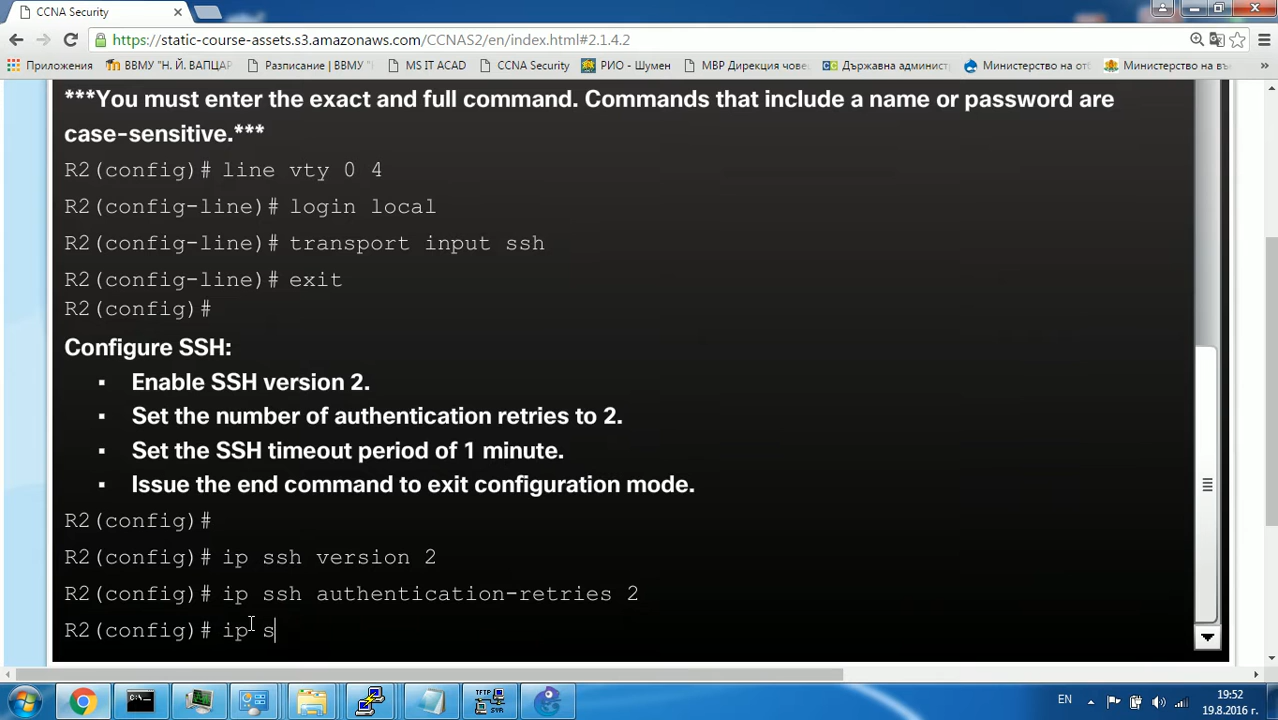 CCNA Security
https://static-course-assets.s3.amazonaws.com/CCNAS2/en/index.html#2.1.4.2
Приложения ВВМУ "Н. Й. ВАПЦАР Разписание | ВВМУ " MS IT ACAD CCNA Security РИО - Шумен МВР Дирекция човеш Държавна админист Министерство на отб Министерство на въ »
***You must enter the exact and full command. Commands that include a name or password are
case-sensitive.***
R2(config)# line vty 0 4
R2(config-line)# login local
R2(config-line)# transport input ssh
R2(config-line)# exit
R2(config)#
Configure SSH:
▪ Enable SSH version 2.
▪ Set the number of authentication retries to 2.
▪ Set the SSH timeout period of 1 minute.
▪ Issue the end command to exit configuration mode.
R2(config)#
R2(config)# ip ssh version 2
R2(config)# ip ssh authentication-retries 2
R2(config)# ip s
EN
19:52
19.8.2016 г.